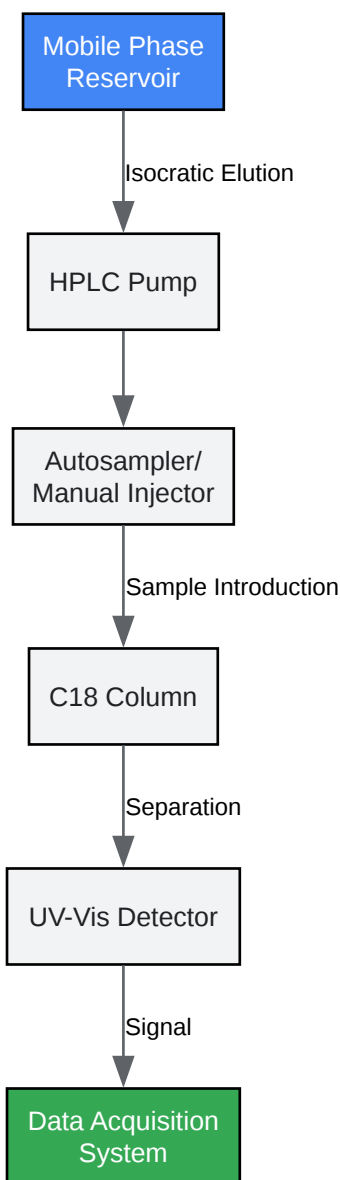 Mobile Phase
Reservoir
Isocratic Elution
HPLC Pump
Autosampler/
Manual Injector
Sample Introduction
C18 Column
Separation
UV-Vis Detector
Signal
Data Acquisition
System